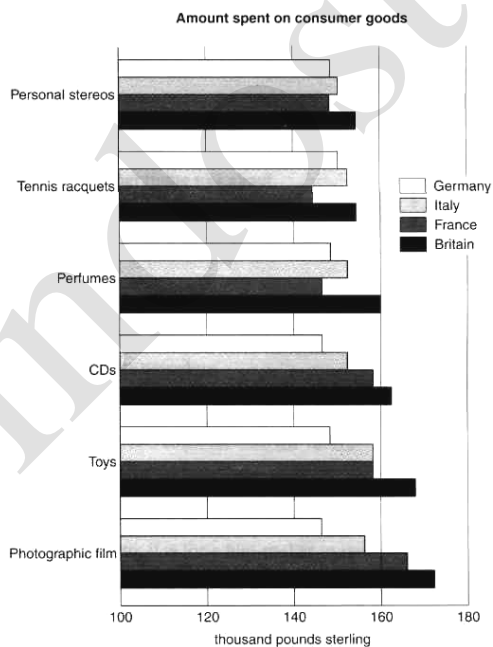 Amount spent on consumer goods
Personal stereos
Tennis racquets
Perfumes
CDs
Toys
Photographic film
Germany
Italy
France
Britain
100 120 140 160 180
thousand pounds sterling